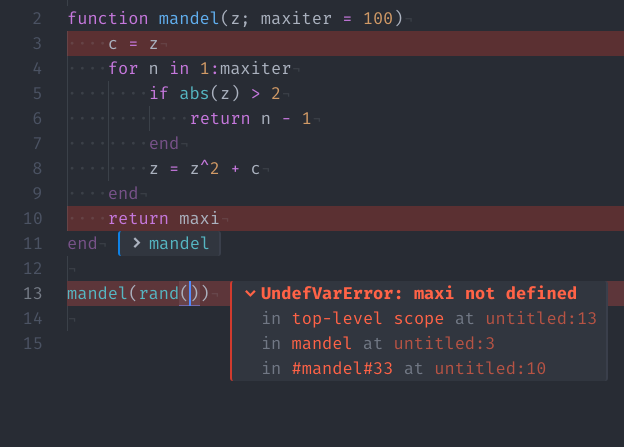 2 function mandel(z; maxiter = 100)¬
3 ····c = z¬
4 ····for n in 1:maxiter¬
5 ········if abs(z) > 2¬
6 ············return n - 1¬
7 ········end¬
8 ········z = z^2 + c¬
9 ····end¬
10 ····return maxi¬
11 end¬ > mandel
12 ¬
13 mandel(rand())¬ UndefVarError: maxi not defined
14 ¬ in top-level scope at untitled:13
15 in mandel at untitled:3
in #mandel#33 at untitled:10